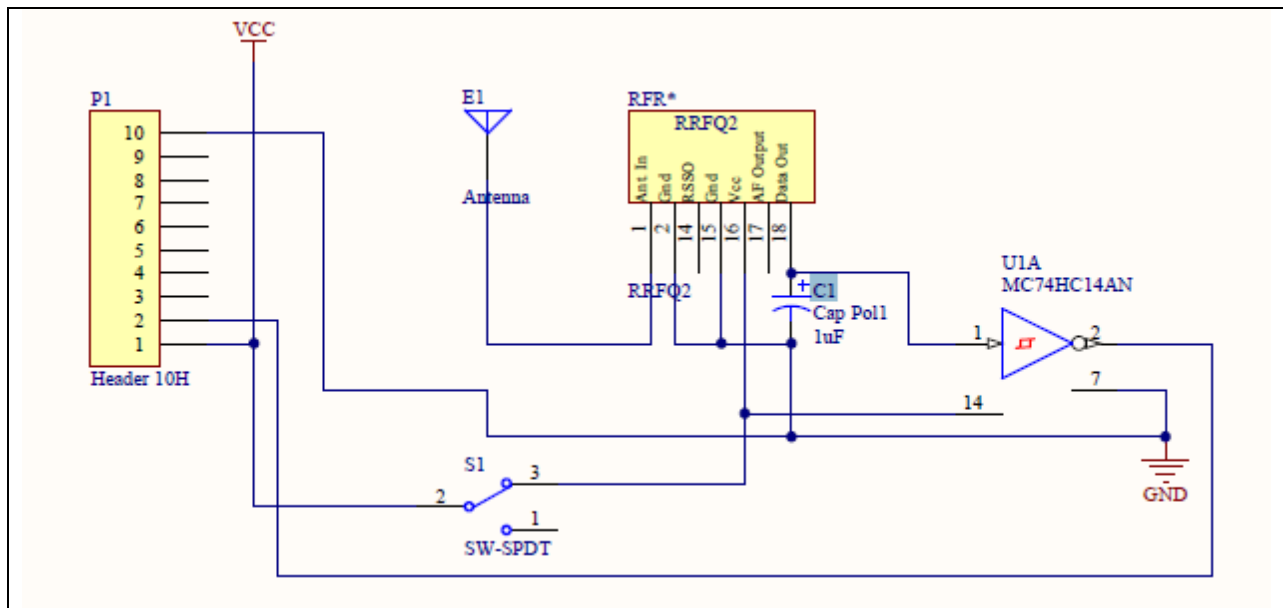 VCC
P1
10
9
8
7
6
5
4
3
2
1
Header 10H
E1
Antenna
RFR*
RRFQ2
Ant. In
Gnd
RSSO
Gnd
Vcc
AF Output
Data Out
1
2
14
15
16
17
18
RRFQ2
+
C1
Cap Pol1
1uF
U1A
MC74HC14AN
1
2
7
14
GND
S1
2
3
1
SW-SPDT